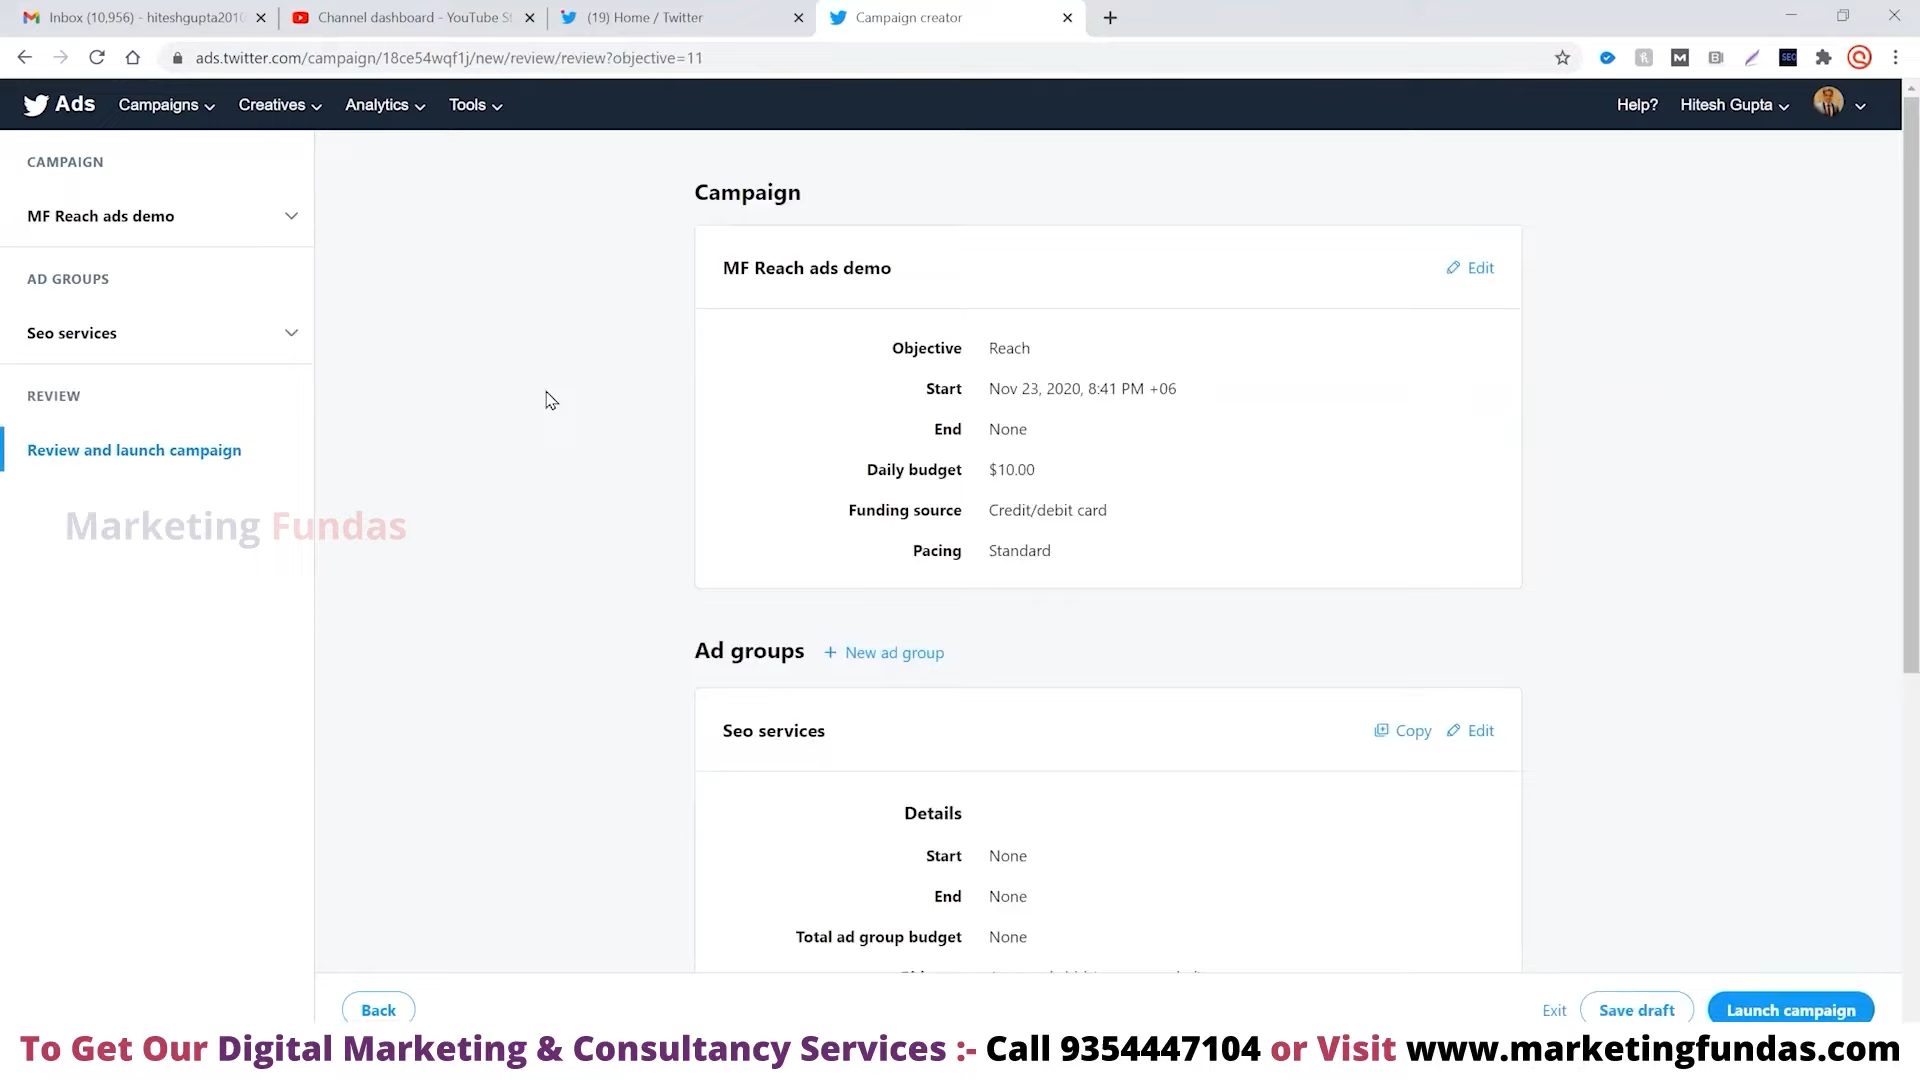 Inbox (10,956) - hiteshgupta2010
Channel dashboard - YouTube St
(19) Home / Twitter
Campaign creator
ads.twitter.com/campaign/18ce54wqf1j/new/review/review?objective=11
Ads
Campaigns
Creatives
Analytics
Tools
Help?
Hitesh Gupta
CAMPAIGN
MF Reach ads demo
AD GROUPS
Seo services
REVIEW
Review and launch campaign
Marketing Fundas
Campaign
MF Reach ads demo
Edit
Objective Reach
Start Nov 23, 2020, 8:41 PM +06
End None
Daily budget $10.00
Funding source Credit/debit card
Pacing Standard
Ad groups + New ad group
Seo services
Copy Edit
Details
Start None
End None
Total ad group budget None
Back
Exit
Save draft
Launch campaign
To Get Our Digital Marketing & Consultancy Services :- Call 9354447104 or Visit www.marketingfundas.com